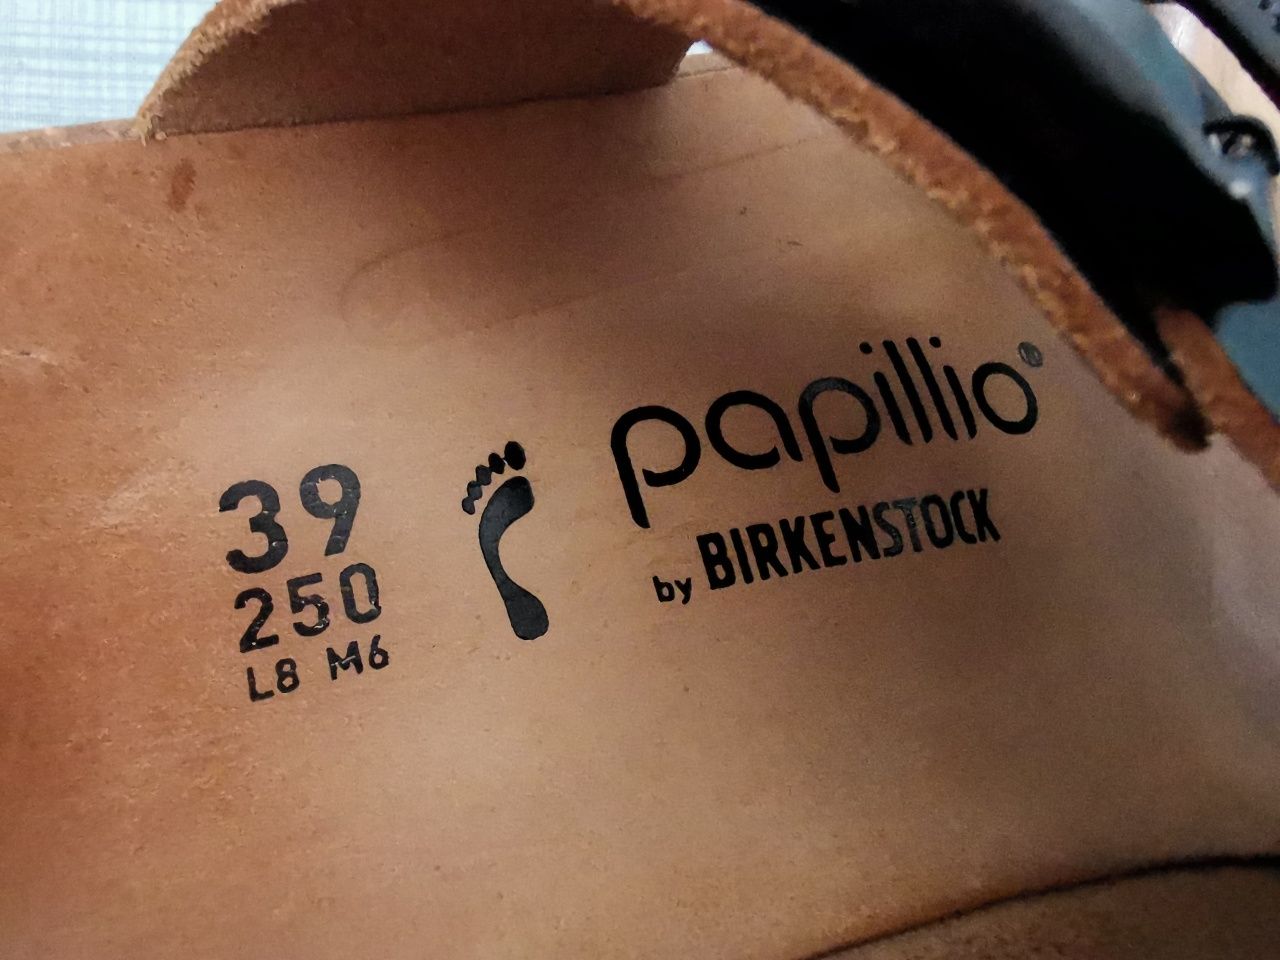 39
250
L8 M6
papillio®
by BIRKENSTOCK